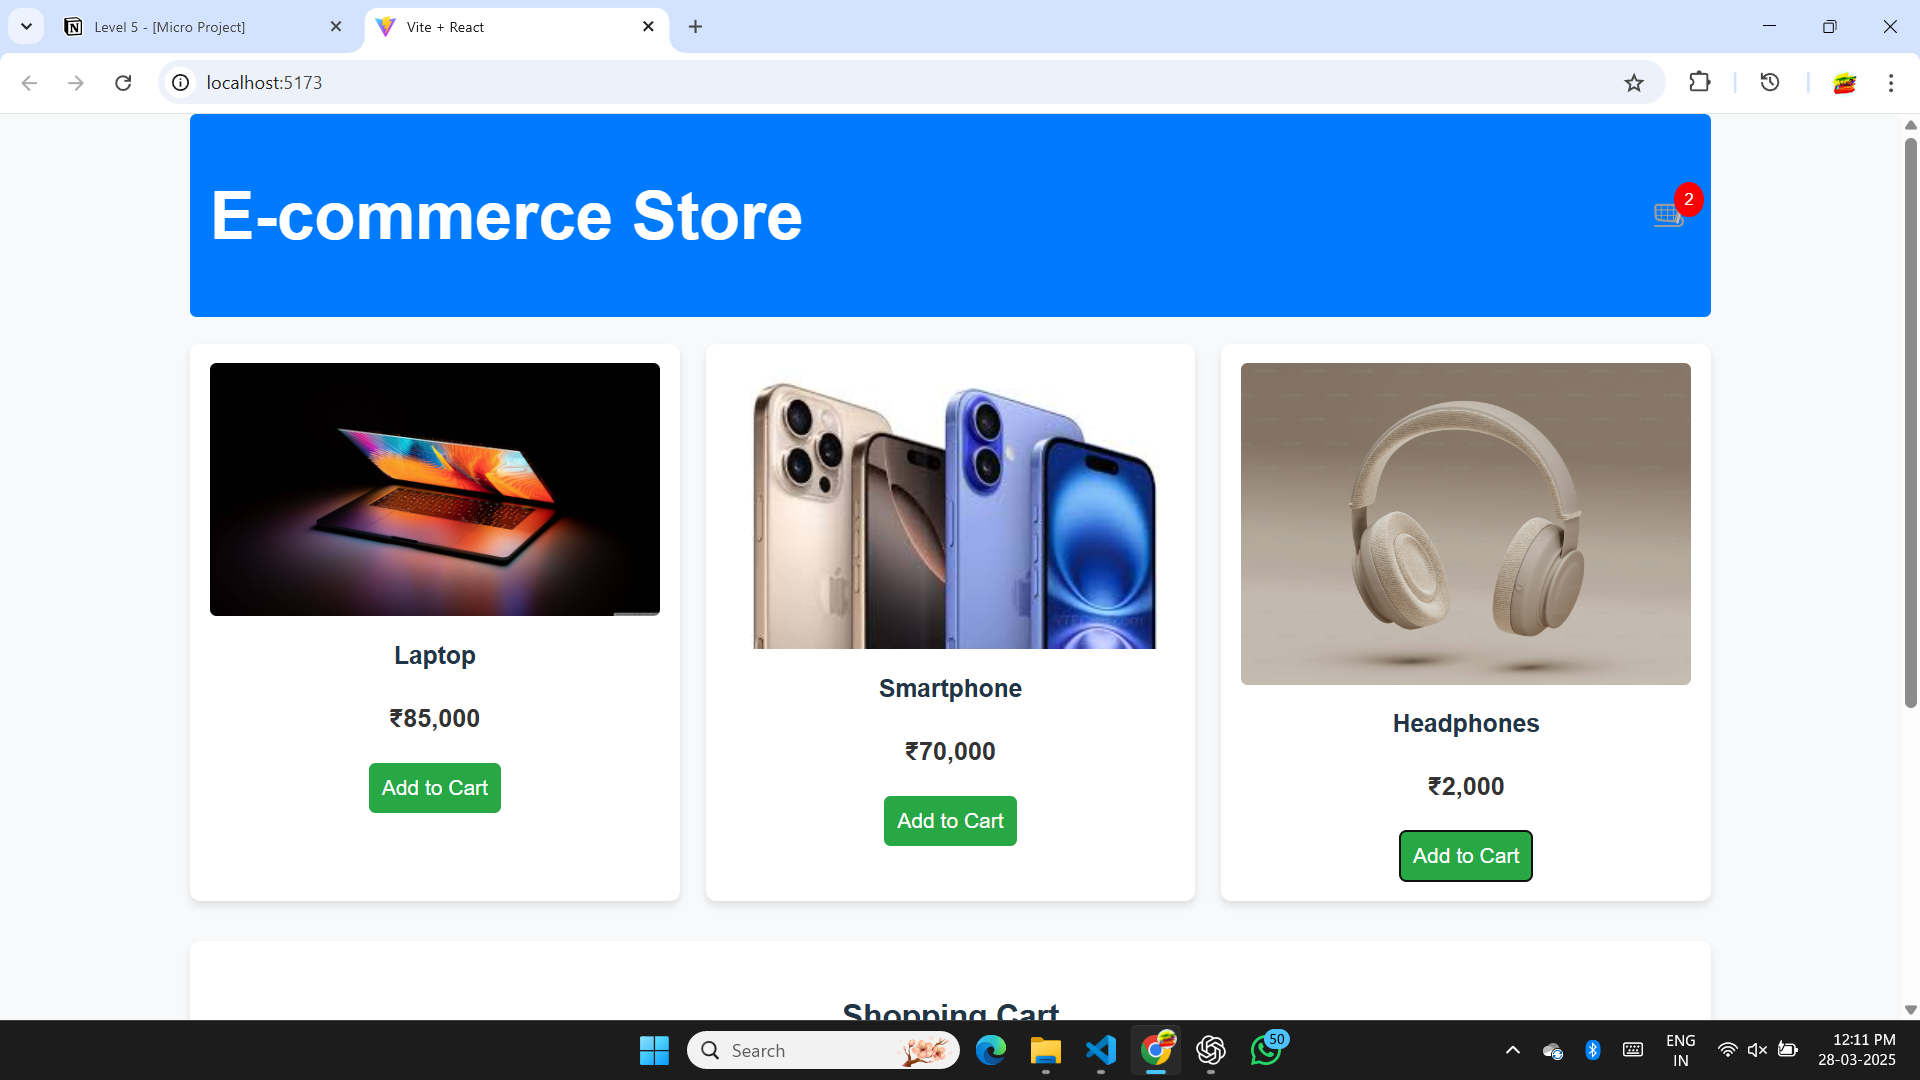 Level 5 - [Micro Project]
Vite + React
localhost:5173
E-commerce Store
2
Laptop
₹85,000
Add to Cart
Smartphone
₹70,000
Add to Cart
Headphones
₹2,000
Add to Cart
Shopping Cart
Search
50
ENG
IN
12:11 PM
28-03-2025